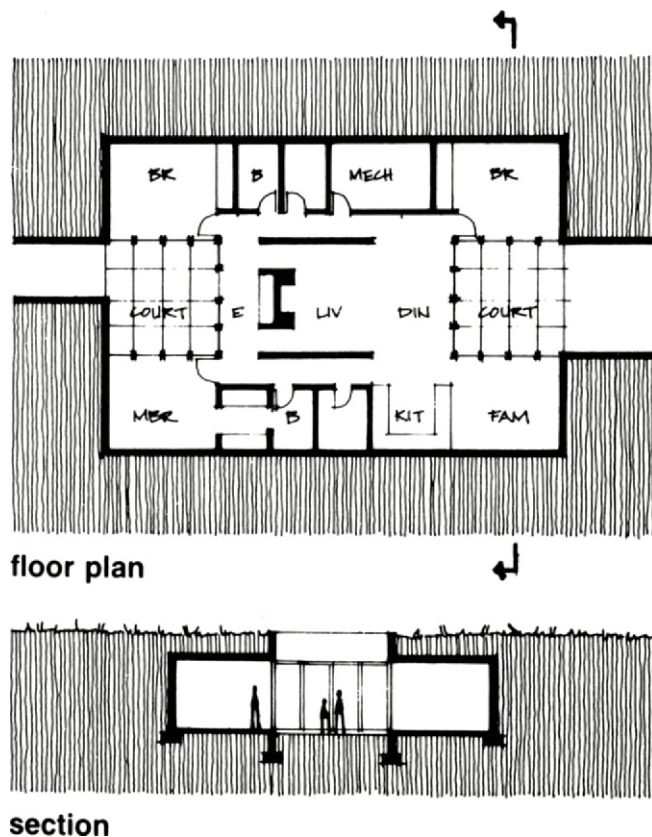 BR B MECH BR
COURT E LIV DIN COURT
MBR B KIT FAM
floor plan
section